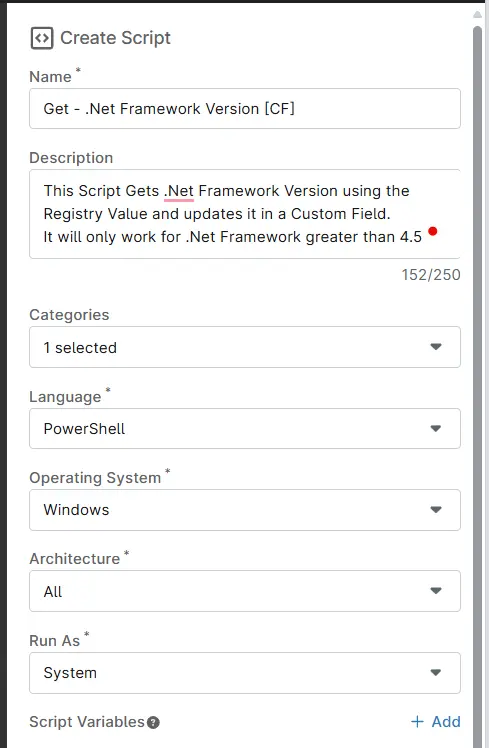 Create Script
Name *
Get - .Net Framework Version [CF]
Description
This Script Gets .Net Framework Version using the
Registry Value and updates it in a Custom Field.
It will only work for .Net Framework greater than 4.5
152/250
Categories
1 selected
Language *
PowerShell
Operating System *
Windows
Architecture *
All
Run As *
System
Script Variables ?
+ Add